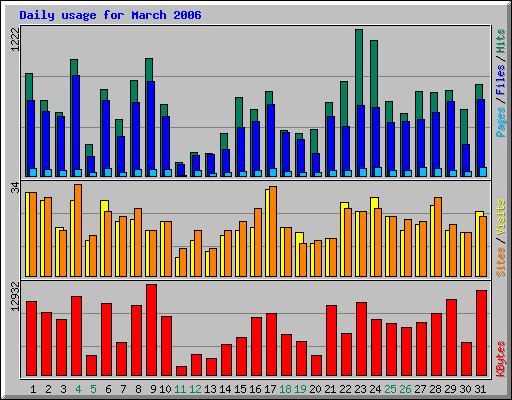 Daily usage for March 2006
1222
34
12932
Pages / Files / Hits
Sites / Visits
KBytes
1 2 3 4 5 6 7 8 9 10 11 12 13 14 15 16 17 18 19 20 21 22 23 24 25 26 27 28 29 30 31